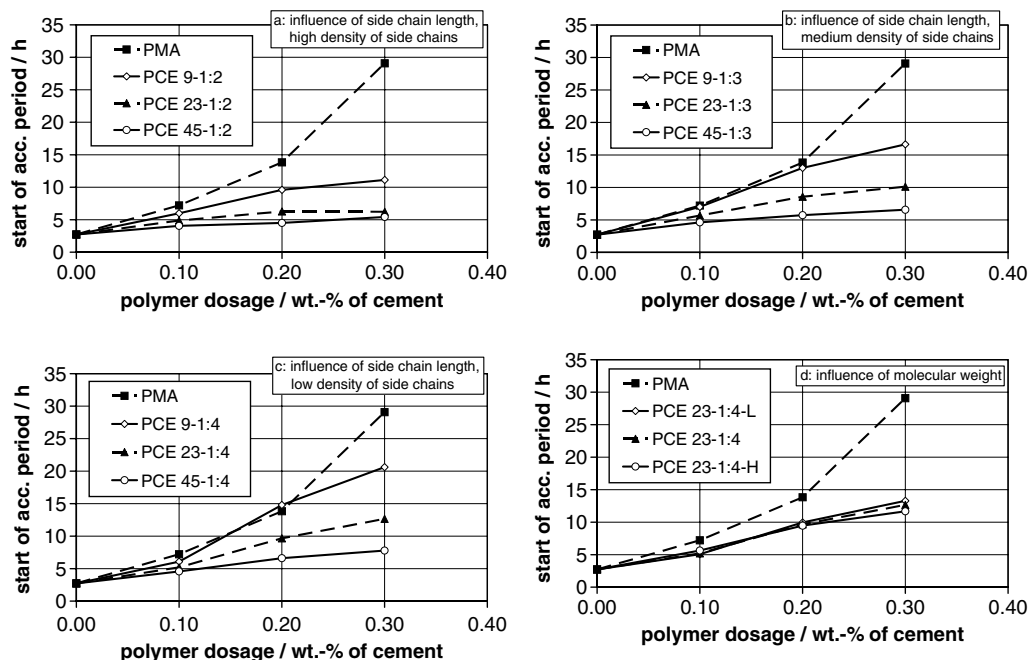 a: influence of side chain length,
high density of side chains
PMA
PCE 9-1:2
PCE 23-1:2
PCE 45-1:2
start of acc. period / h
35
30
25
20
15
10
5
0
0.00 0.10 0.20 0.30 0.40
polymer dosage / wt.-% of cement
b: influence of side chain length,
medium density of side chains
PMA
PCE 9-1:3
PCE 23-1:3
PCE 45-1:3
start of acc. period / h
35
30
25
20
15
10
5
0
0.00 0.10 0.20 0.30 0.40
polymer dosage / wt.-% of cement
c: influence of side chain length,
low density of side chains
PMA
PCE 9-1:4
PCE 23-1:4
PCE 45-1:4
start of acc. period / h
35
30
25
20
15
10
5
0
0.00 0.10 0.20 0.30 0.40
polymer dosage / wt.-% of cement
d: influence of molecular weight
PMA
PCE 23-1:4-L
PCE 23-1:4
PCE 23-1:4-H
start of acc. period / h
35
30
25
20
15
10
5
0
0.00 0.10 0.20 0.30 0.40
polymer dosage / wt.-% of cement